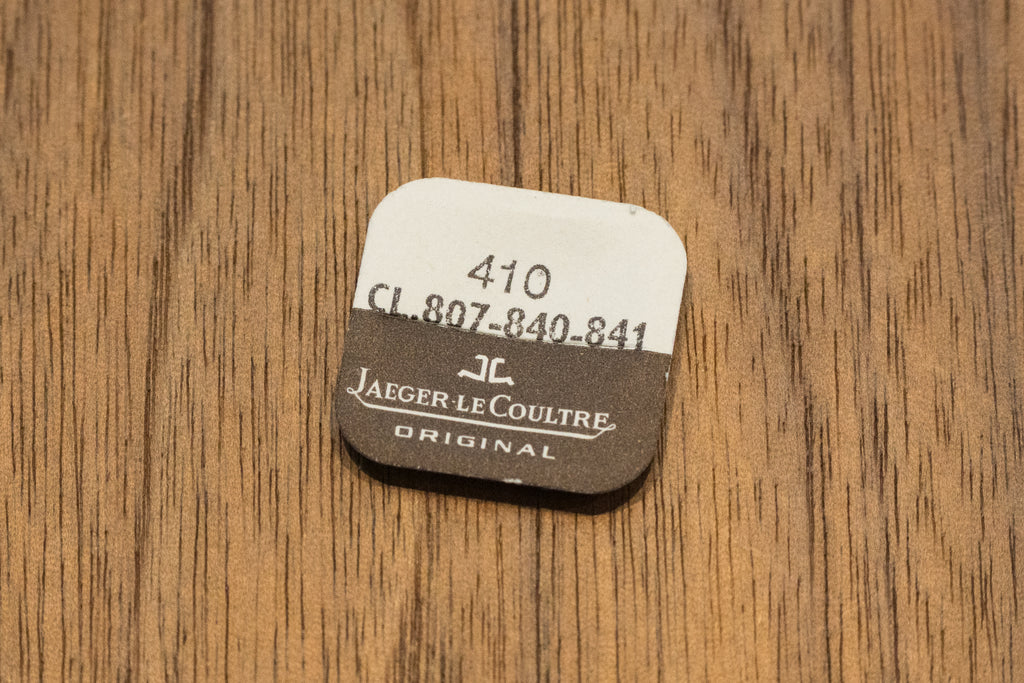 410
CL.807-840-841
JAEGER-LECOULTRE
ORIGINAL